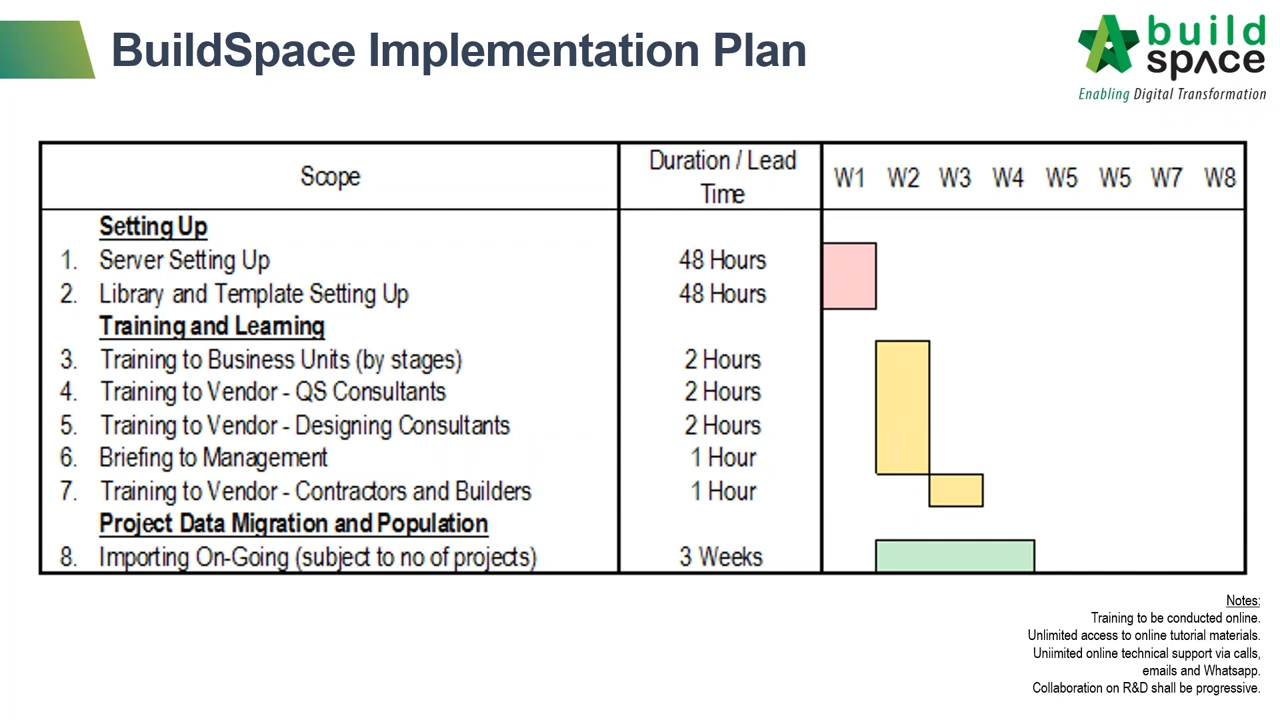 BuildSpace Implementation Plan
build
spʌce
Enabling Digital Transformation
Scope
Duration / Lead
Time
W1 W2 W3 W4 W5 W5 W7 W8
Setting Up
1. Server Setting Up 48 Hours
2. Library and Template Setting Up 48 Hours
Training and Learning
3. Training to Business Units (by stages) 2 Hours
4. Training to Vendor - QS Consultants 2 Hours
5. Training to Vendor - Designing Consultants 2 Hours
6. Briefing to Management 1 Hour
7. Training to Vendor - Contractors and Builders 1 Hour
Project Data Migration and Population
8. Importing On-Going (subject to no of projects) 3 Weeks
Notes:
Training to be conducted online.
Unlimited access to online tutorial materials.
Uniimited online technical support via calls,
emails and Whatsapp.
Collaboration on R&D shall be progressive.